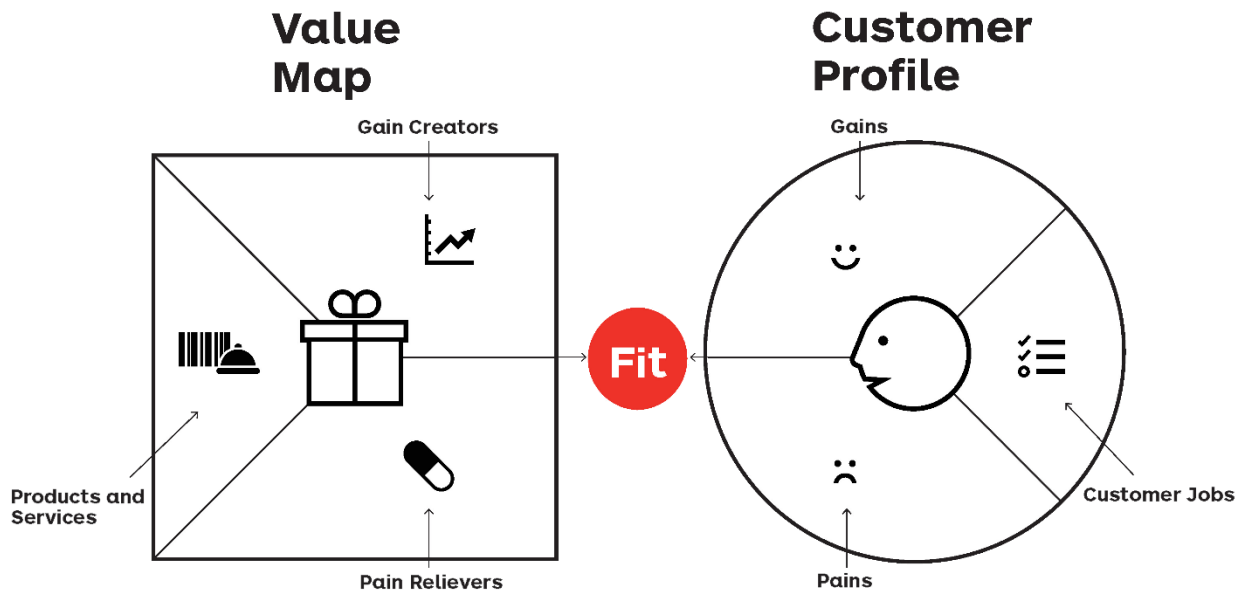 Value
Map
Customer
Profile
Gain Creators
Gains
Fit
Products and
Services
Customer Jobs
Pain Relievers
Pains